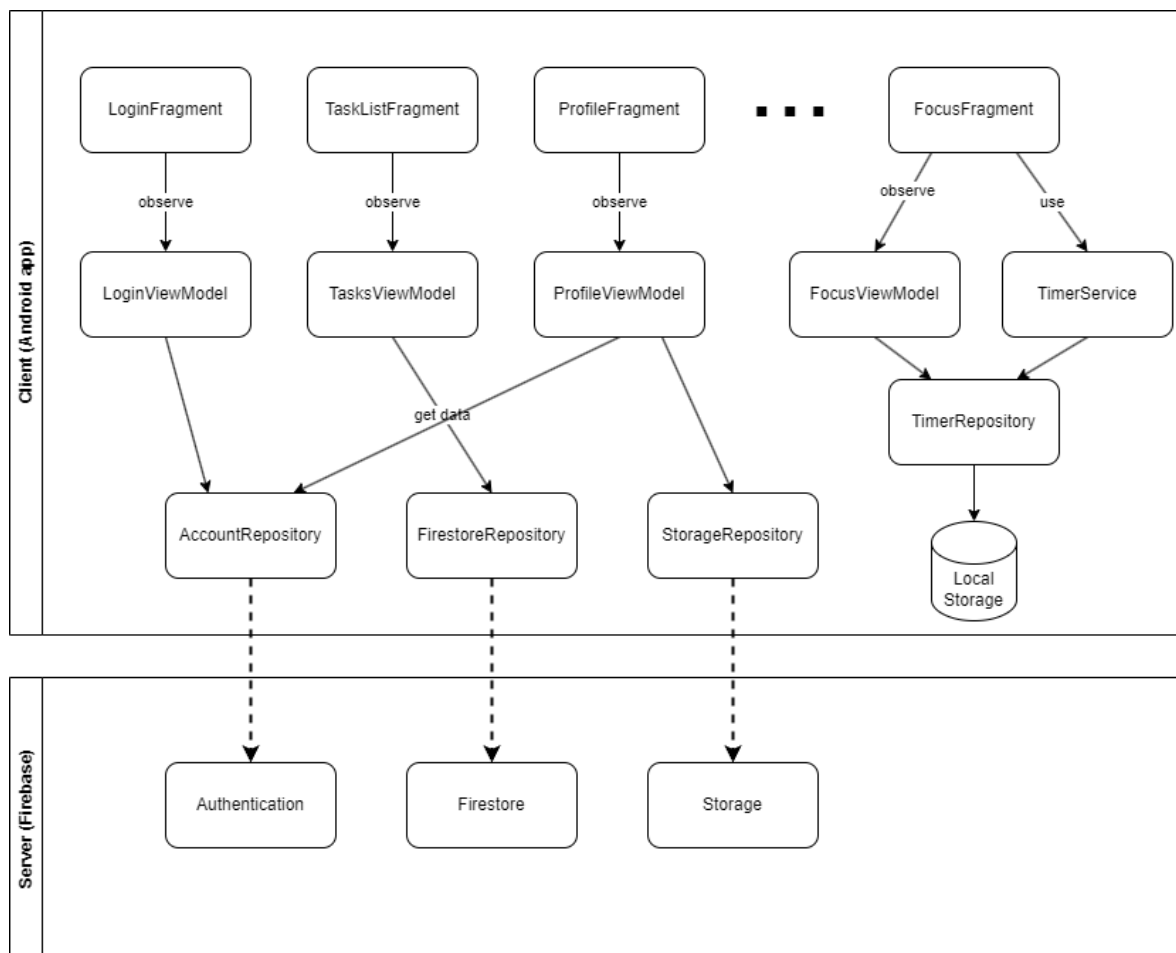 Client (Android app)
LoginFragment
TaskListFragment
ProfileFragment
FocusFragment
observe
observe
observe
observe
use
LoginViewModel
TasksViewModel
ProfileViewModel
FocusViewModel
TimerService
get data
TimerRepository
AccountRepository
FirestoreRepository
StorageRepository
Local
Storage
Server (Firebase)
Authentication
Firestore
Storage